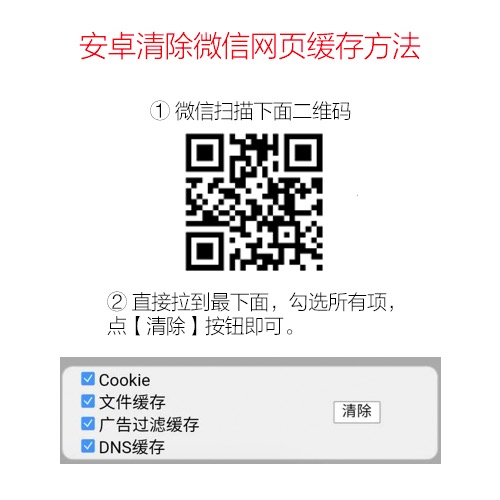 安卓清除微信网页缓存方法
① 微信扫描下面二维码
② 直接拉到最下面，勾选所有项，
点【清除】按钮即可。
Cookie
文件缓存
清除
广告过滤缓存
DNS缓存